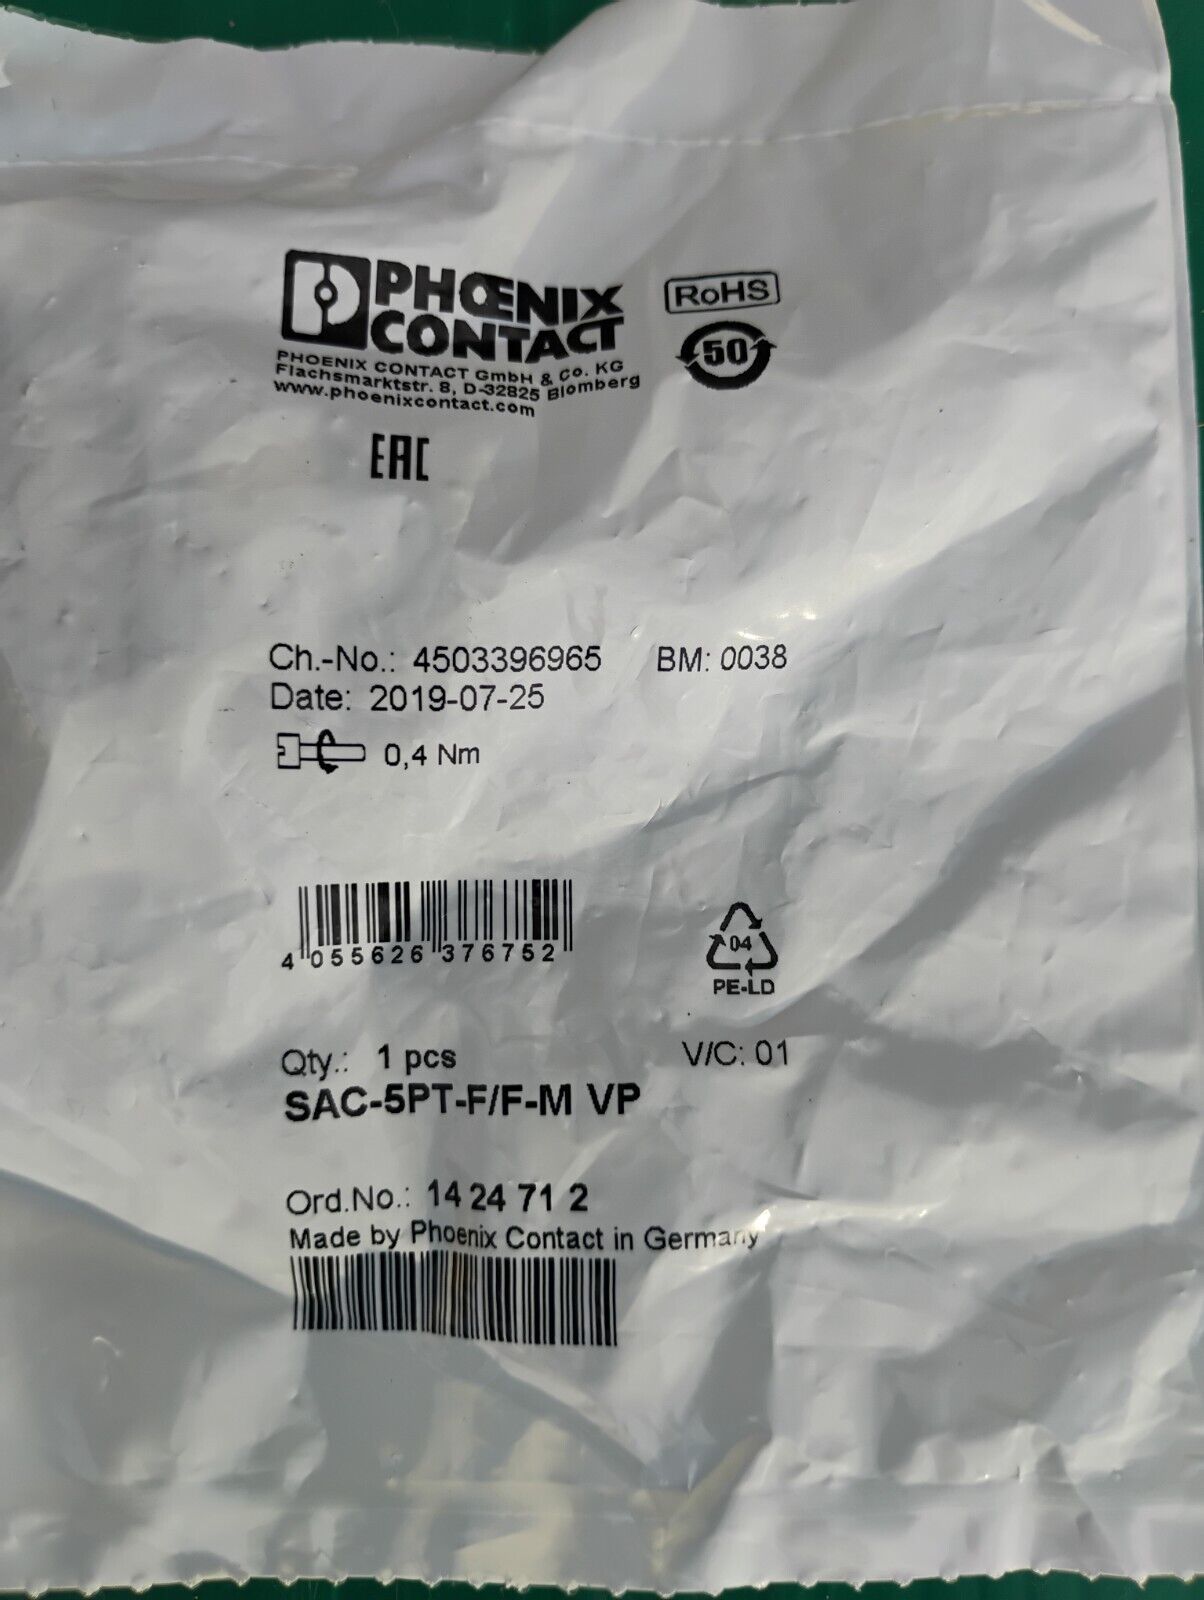 PHŒNIX
CONTACT
PHOENIX CONTACT GmbH & Co. KG
Flachsmarktstr. 8, D-32825 Blomberg
www.phoenixcontact.com
RoHS
50
EAC
Ch.-No.: 4503396965 BM: 0038
Date: 2019-07-25
0,4 Nm
4 055626 376752
04
PE-LD
Qty.: 1 pcs V/C: 01
SAC-5PT-F/F-M VP
Ord.No.: 14 24 71 2
Made by Phoenix Contact in Germany